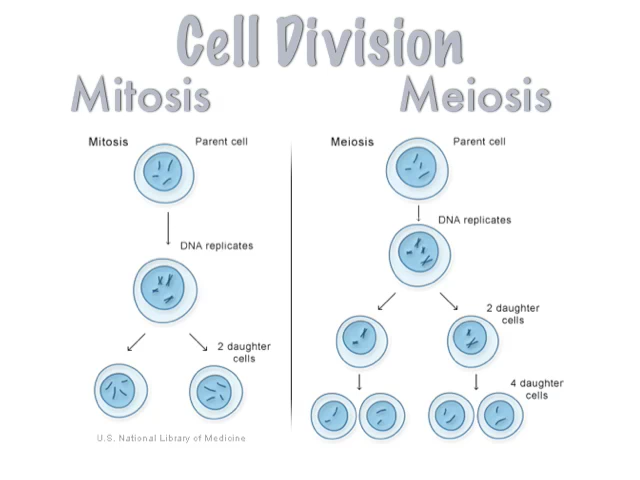 Cell Division
Mitosis
Meiosis
Mitosis
Parent cell
DNA replicates
2 daughter
cells
U.S. National Library of Medicine
Meiosis
Parent cell
DNA replicates
2 daughter
cells
4 daughter
cells